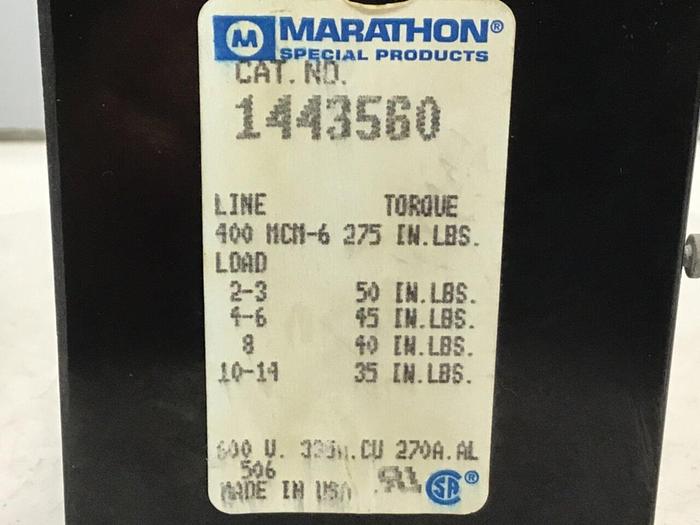 M MARATHON®
SPECIAL PRODUCTS
CAT. NO.
1443560
LINE TORQUE
400 MCM-6 275 IN.LBS.
LOAD
2-3 50 IN.LBS.
4-6 45 IN.LBS.
8 40 IN.LBS.
10-14 35 IN.LBS.
600 V. 335A.CU 270A.AL
506
MADE IN USA SA ®